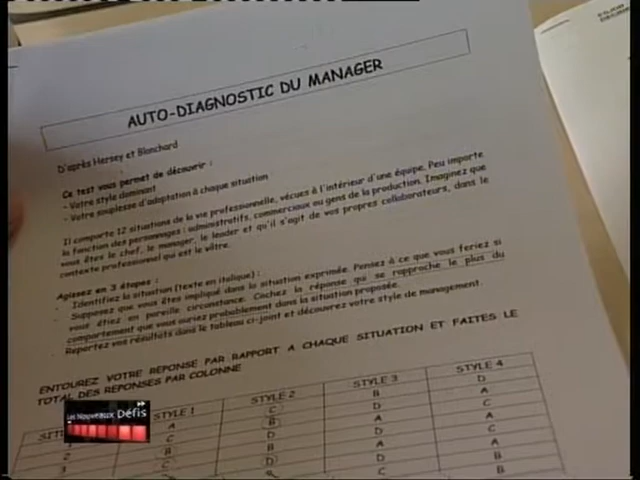 AUTO-DIAGNOSTIC DU MANAGER
D'après Hersey et Blanchard
Ce test vous permet de découvrir :
- Votre style dominant
- Votre souplesse d'adaptation à chaque situation
Il comporte 12 situations de la vie professionnelle, vécues à l'intérieur d'une équipe. Peu importe
la fonction des personnages : administratifs, commerciaux ou gens de la production. Imaginez que
vous êtes le chef, le manager, le leader et qu'il s'agit de vos propres collaborateurs, dans le
contexte professionnel qui est le vôtre.
Agissez en 3 étapes :
- Identifiez la situation (texte en italique) :
- Supposez que vous êtes impliqué dans la situation exprimée. Pensez à ce que vous feriez si
vous étiez en pareille circonstance. Cochez la réponse qui se rapproche le plus du
comportement que vous auriez probablement dans la situation proposée.
- Reportez vos résultats dans le tableau ci-joint et découvrez votre style de management.
ENTOUREZ VOTRE REPONSE PAR RAPPORT A CHAQUE SITUATION ET FAITES LE
TOTAL DES REPONSES PAR COLONNE
STYLE 1 STYLE 2 STYLE 3 STYLE 4
A C B D
2 C B D A
3 B D A C
Les Nouveaux Défis